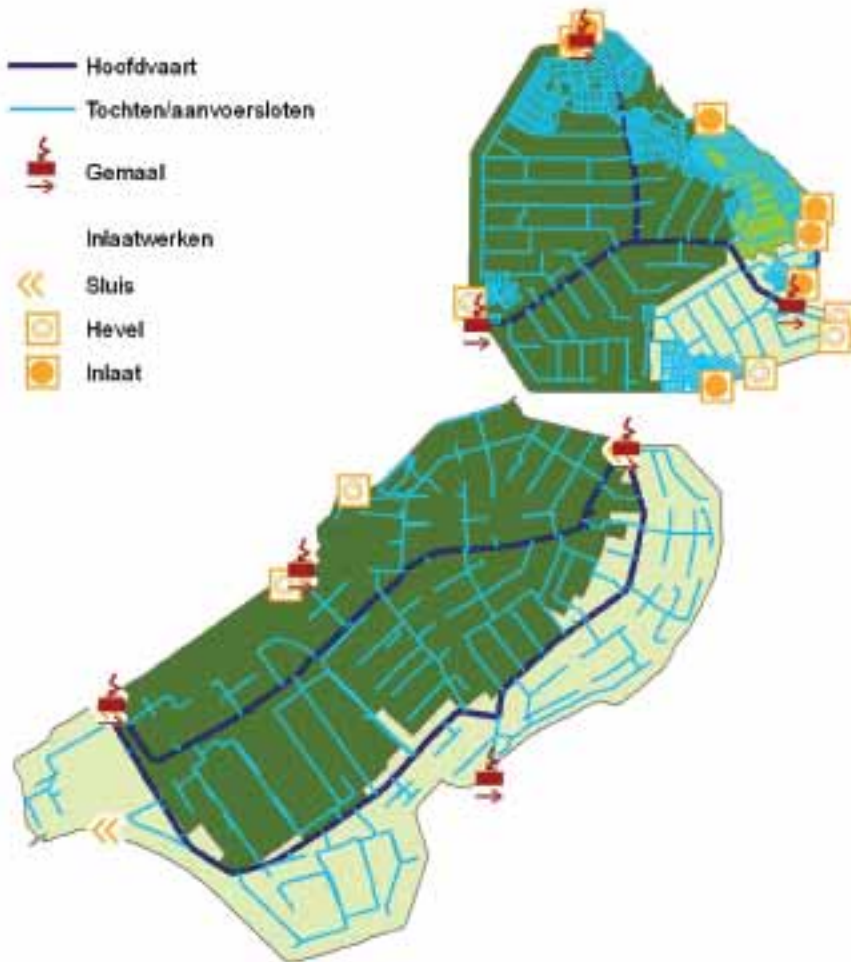 Hoofdvaart
Tochten/aanvoersloten
Gemaal
Inlaatwerken
Sluis
Hevel
Inlaat